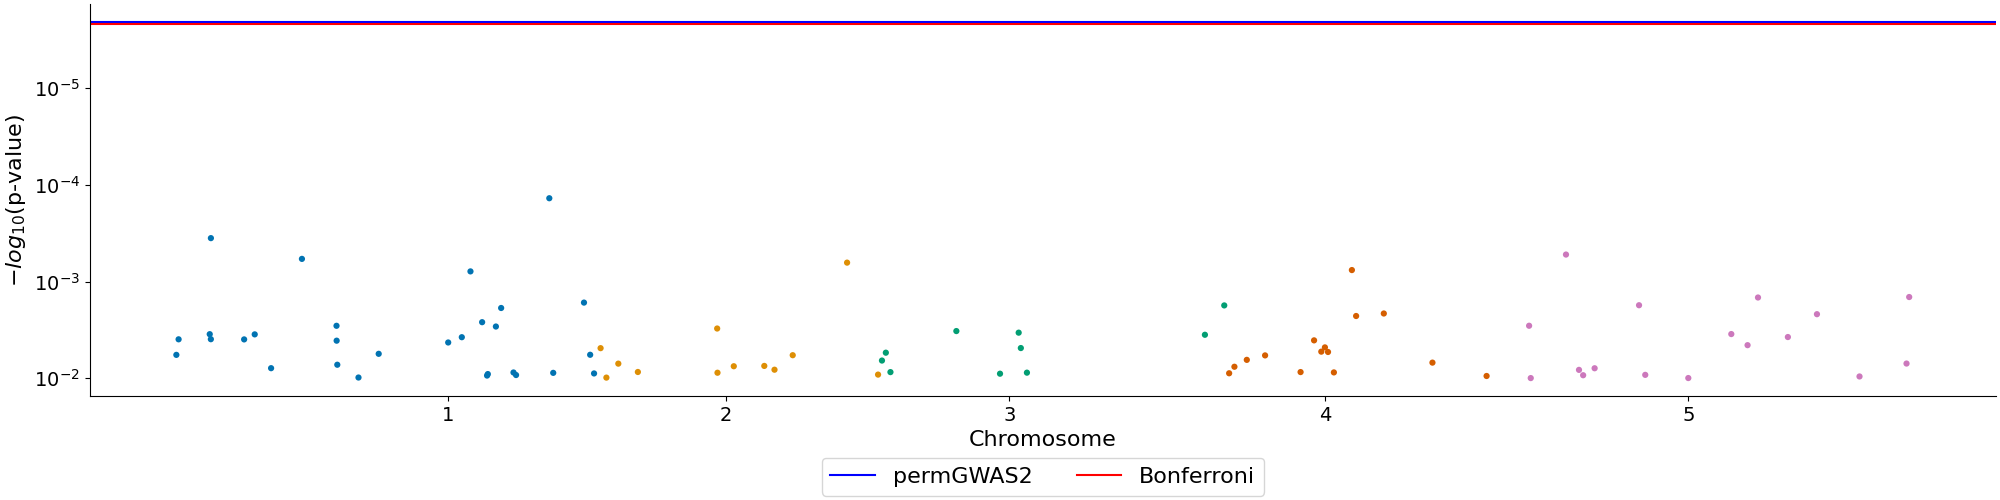 −log₁₀(p-value)
10⁻⁵
10⁻⁴
10⁻³
10⁻²
1 2 3 4 5
Chromosome
permGWAS2 Bonferroni